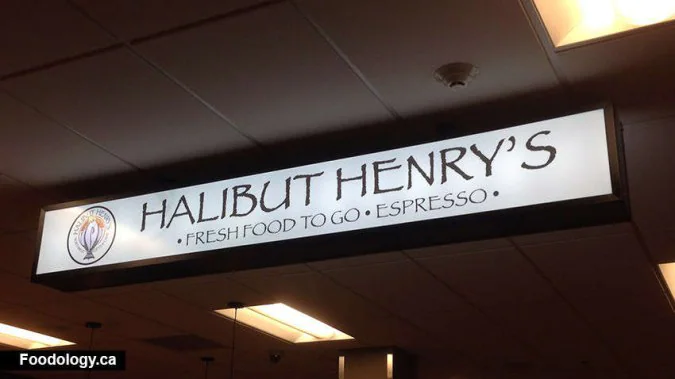 HALIBUT HENRY'S
• FRESH FOOD TO GO • ESPRESSO •
Foodology.ca